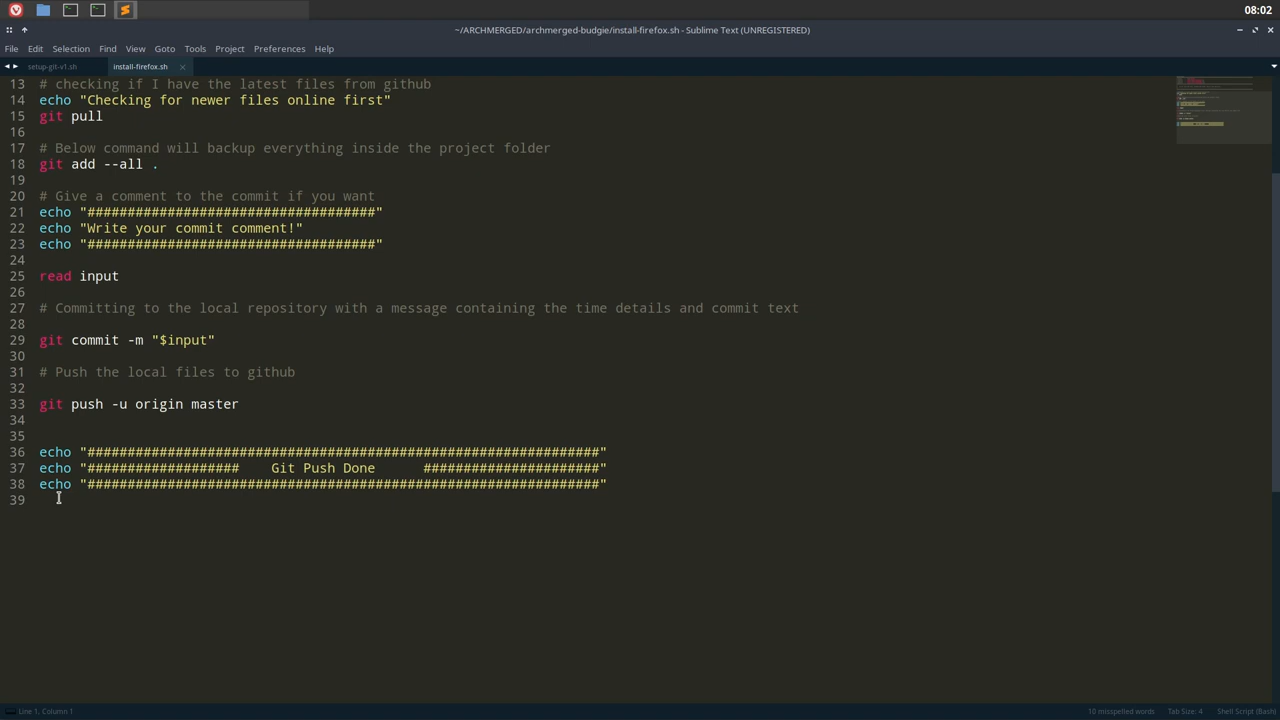 08:02
~/ARCHMERGED/archmerged-budgie/install-firefox.sh - Sublime Text (UNREGISTERED)
File Edit Selection Find View Goto Tools Project Preferences Help
setup-git-v1.sh install-firefox.sh
13 # checking if I have the latest files from github
14 echo "Checking for newer files online first"
15 git pull
16
17 # Below command will backup everything inside the project folder
18 git add --all .
19
20 # Give a comment to the commit if you want
21 echo "####################################"
22 echo "Write your commit comment!"
23 echo "####################################"
24
25 read input
26
27 # Committing to the local repository with a message containing the time details and commit text
28
29 git commit -m "$input"
30
31 # Push the local files to github
32
33 git push -u origin master
34
35
36 echo "################################################################"
37 echo "###################    Git Push Done      ######################"
38 echo "################################################################"
39
Line 1, Column 1 10 misspelled words Tab Size: 4 Shell Script (Bash)